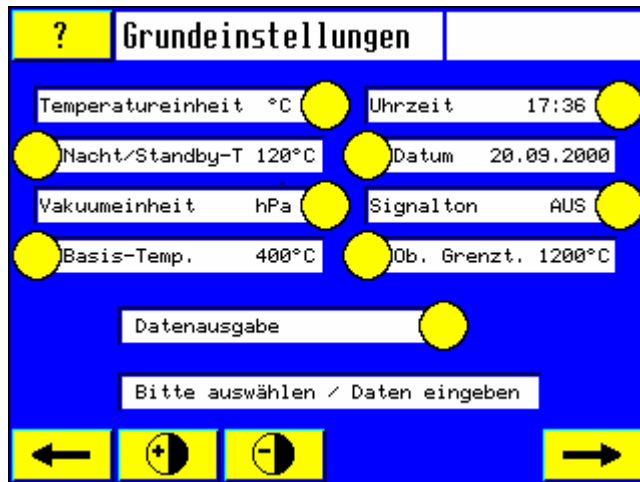 ? Grundeinstellungen
Temperatureinheit °C Uhrzeit 17:36
Nacht/Standby-T 120°C Datum 20.09.2000
Vakuumeinheit hPa Signalton AUS
Basis-Temp. 400°C Ob. Grenzt. 1200°C
Datenausgabe
Bitte auswählen / Daten eingeben